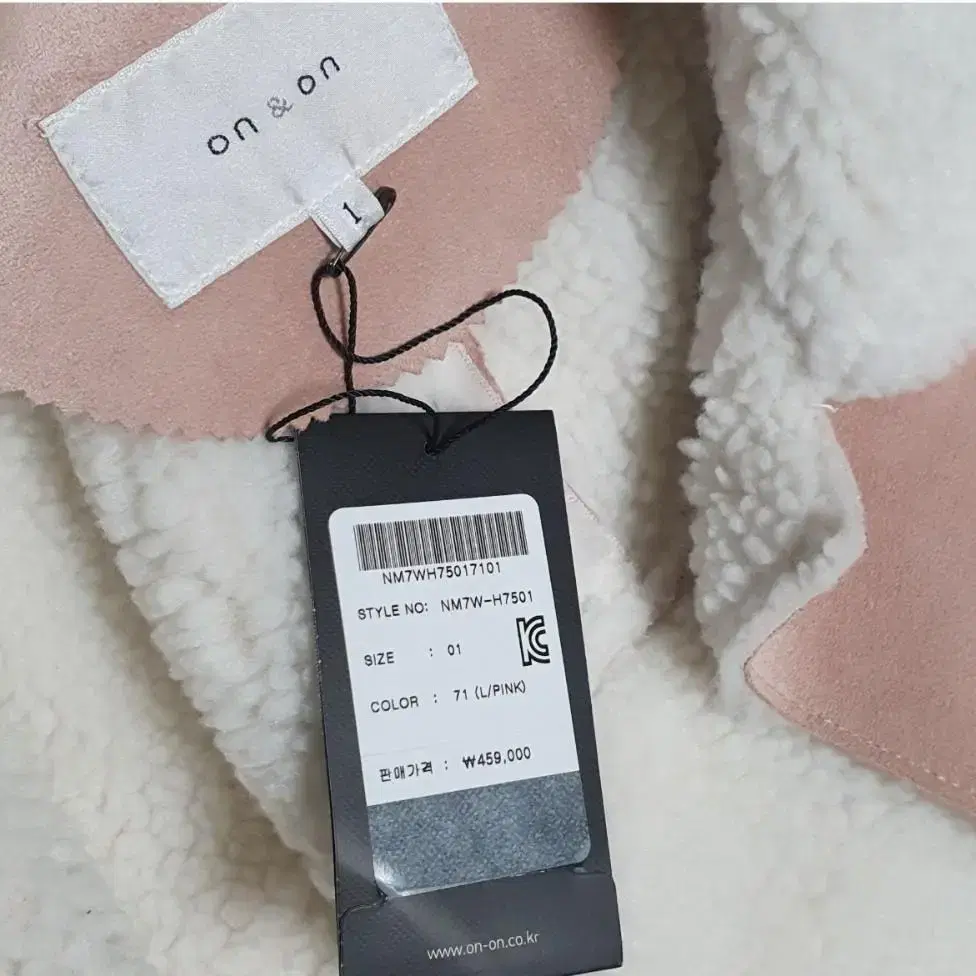 on & on
1
NM7WH75017101
STYLE NO: NM7W-H7501
SIZE : 01
COLOR : 71 (L/PINK)
판매가격 : ₩459,000
www.on-on.co.kr